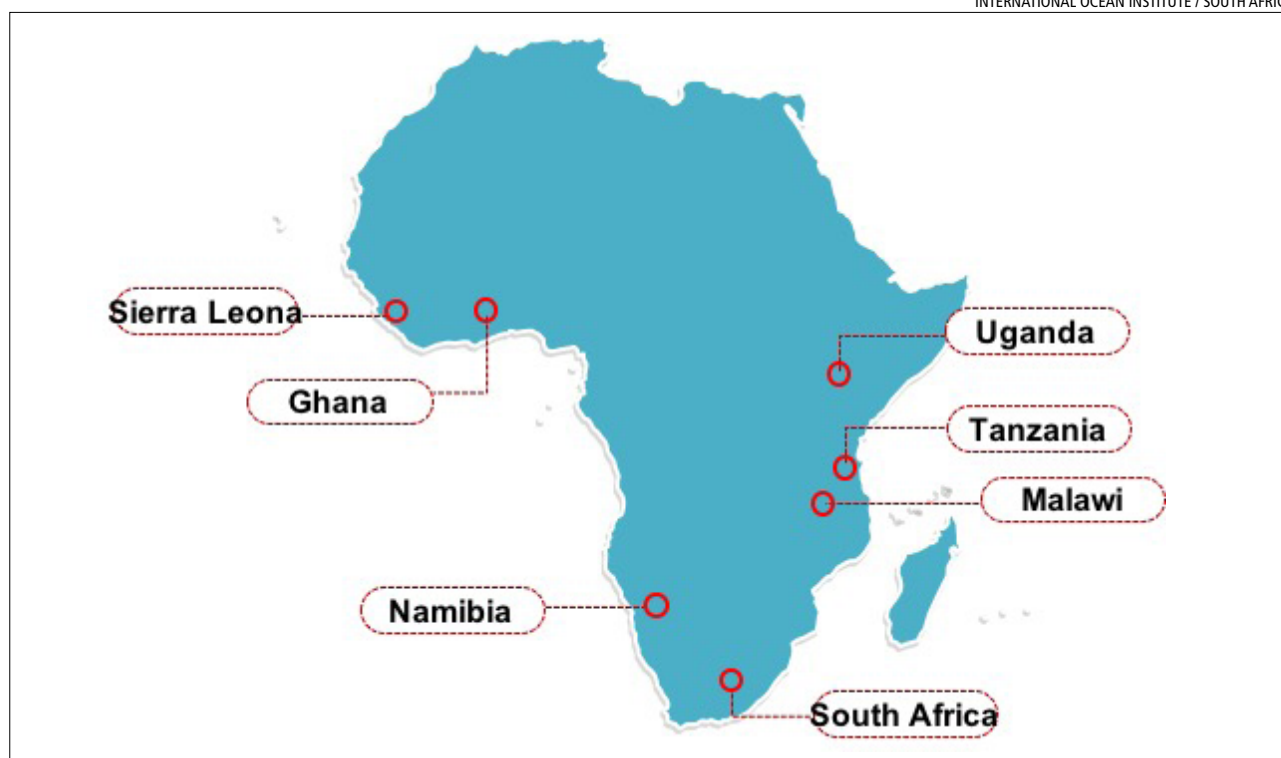 INTERNATIONAL OCEAN INSTITUTE / SOUTH AFRIC
Sierra Leona
Uganda
Ghana
Tanzania
Malawi
Namibia
South Africa